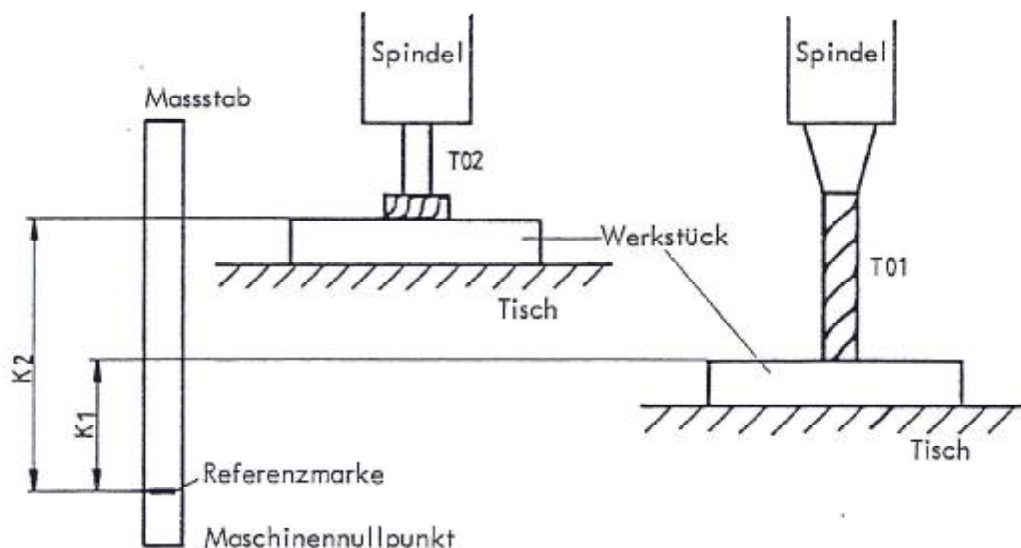 Spindel
Spindel
Massstab
T02
Werkstück
T01
Tisch
K2
K1
Tisch
Referenzmarke
Maschinennullpunkt